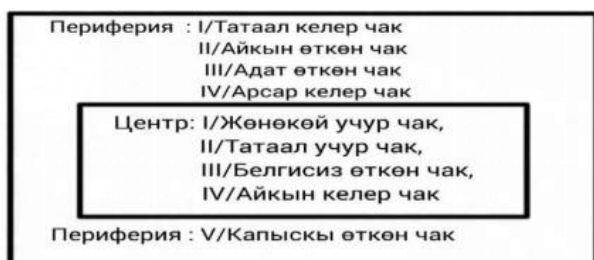 Периферия : I/Татаал келер чак
II/Айкын өткөн чак
III/Адат өткөн чак
IV/Арсар келер чак
Центр: I/Жөнөкөй учур чак,
II/Татаал учур чак,
III/Белгисиз өткөн чак,
IV/Айкын келер чак
Периферия : V/Капыскы өткөн чак